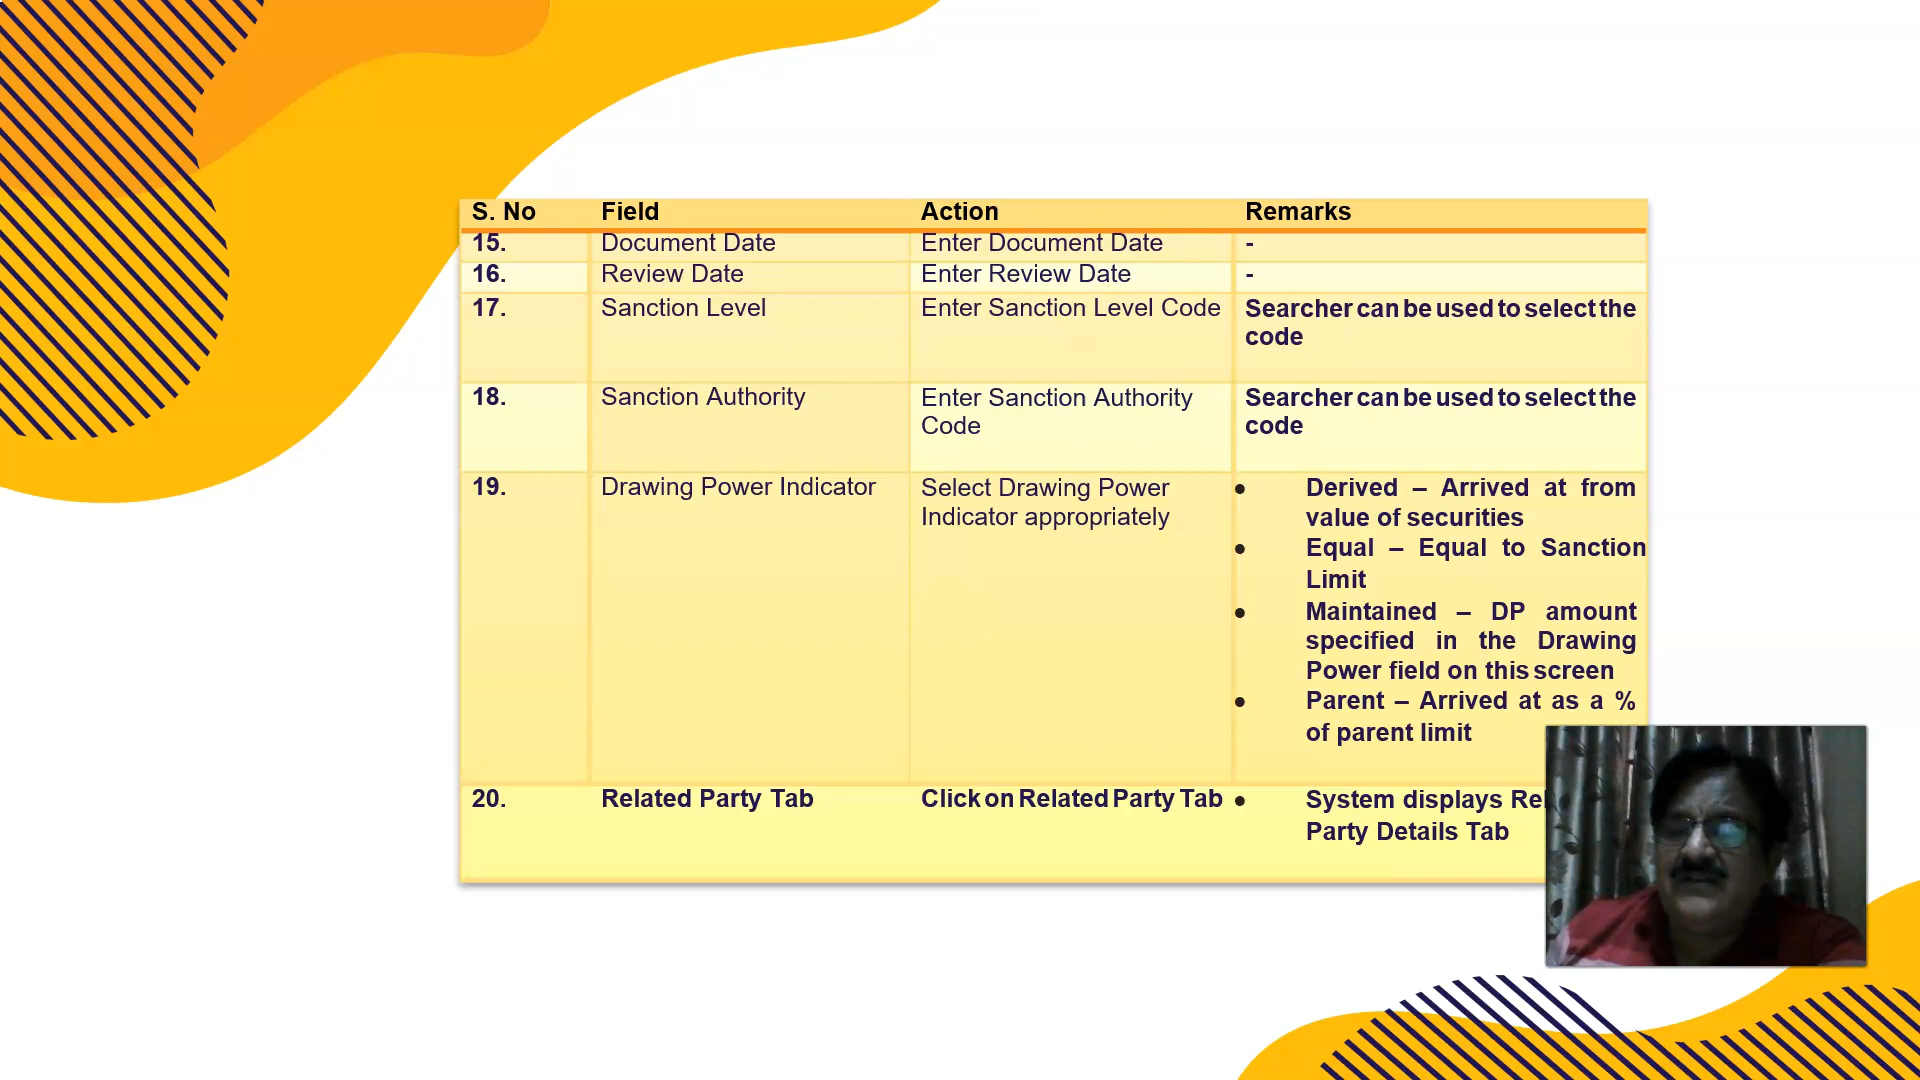 S. No Field Action Remarks
15. Document Date Enter Document Date -
16. Review Date Enter Review Date -
17. Sanction Level Enter Sanction Level Code Searcher can be used to select the
code
18. Sanction Authority Enter Sanction Authority
Code
Searcher can be used to select the
code
19. Drawing Power Indicator Select Drawing Power
Indicator appropriately
• Derived – Arrived at from
value of securities
• Equal – Equal to Sanction
Limit
• Maintained – DP amount
specified in the Drawing
Power field on this screen
• Parent – Arrived at as a %
of parent limit
20. Related Party Tab Click on Related Party Tab • System displays
Party Details Tab